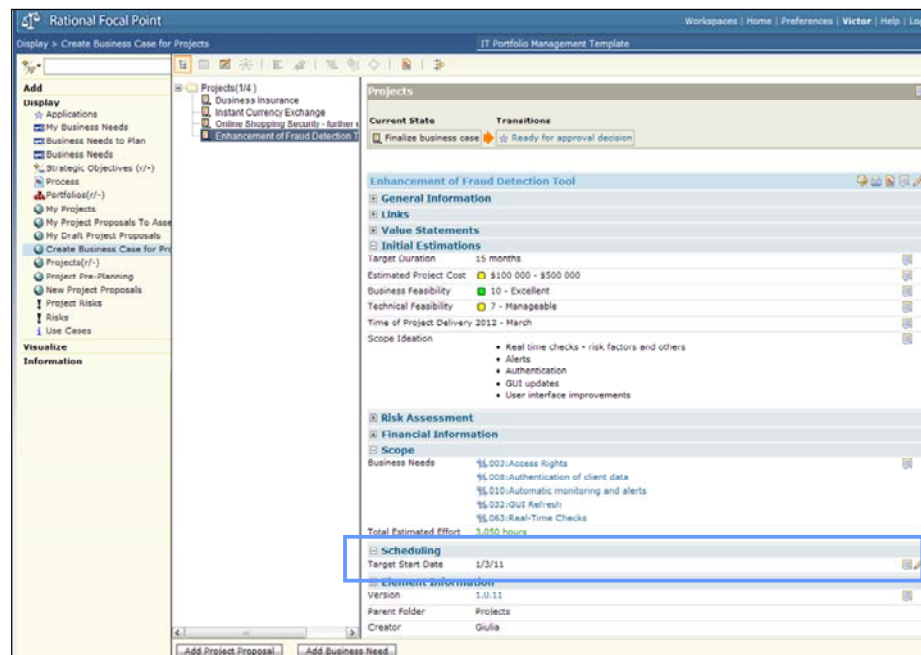 Rational Focal Point
Workspaces | Home | Preferences | Victor | Help | Lo
Display > Create Business Case for Projects
IT Portfolio Management Template
Add
Display
Applications
My Business Needs
Business Needs to Plan
Business Needs
Strategic Objectives (r/-)
Process
Portfolios(r/-)
My Projects
My Project Proposals To Asse
My Draft Project Proposals
Create Business Case for Pro
Projects(r/-)
Project Pre-Planning
New Project Proposals
Project Risks
Risks
Use Cases
Visualize
Information
Projects(1/4 )
Business Insurance
Instant Currency Exchange
Online Shopping Security - further e
Enhancement of Fraud Detection T
Projects
Current State Transitions
Finalize business case Ready for approval decision
Enhancement of Fraud Detection Tool
General Information
Links
Value Statements
Initial Estimations
Target Duration 15 months
Estimated Project Cost $100 000 - $500 000
Business Feasibility 10 - Excellent
Technical Feasibility 7 - Manageable
Time of Project Delivery 2012 - March
Scope Ideation
• Real time checks - risk factors and others
• Alerts
• Authentication
• GUI updates
• User interface improvements
Risk Assessment
Financial Information
Scope
Business Needs 003:Access Rights
008:Authentication of client data
010:Automatic monitoring and alerts
032:GUI Refresh
063:Real-Time Checks
Total Estimated Effort 3,050 hours
Scheduling
Target Start Date 1/3/11
Element Information
Version 1.0.11
Parent Folder Projects
Creator Giulia
Add Project Proposal Add Business Need